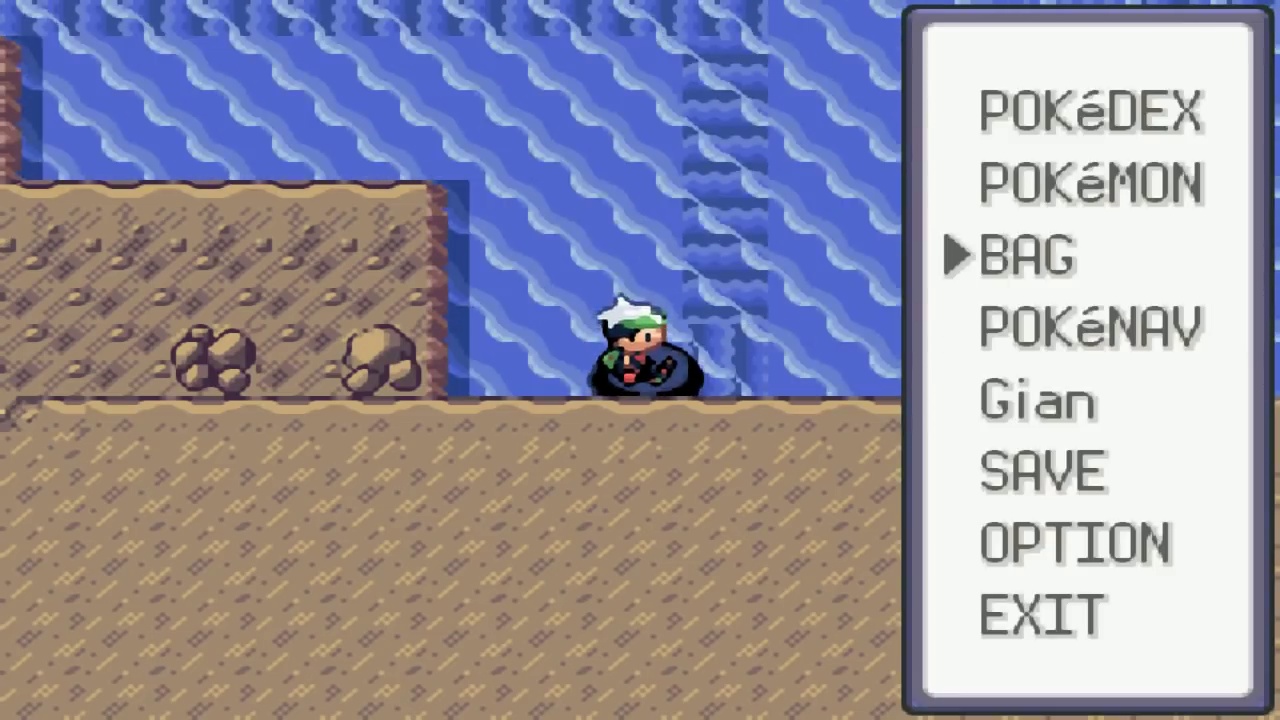 POKéDEX
POKéMON
BAG
POKéNAV
Gian
SAVE
OPTION
EXIT